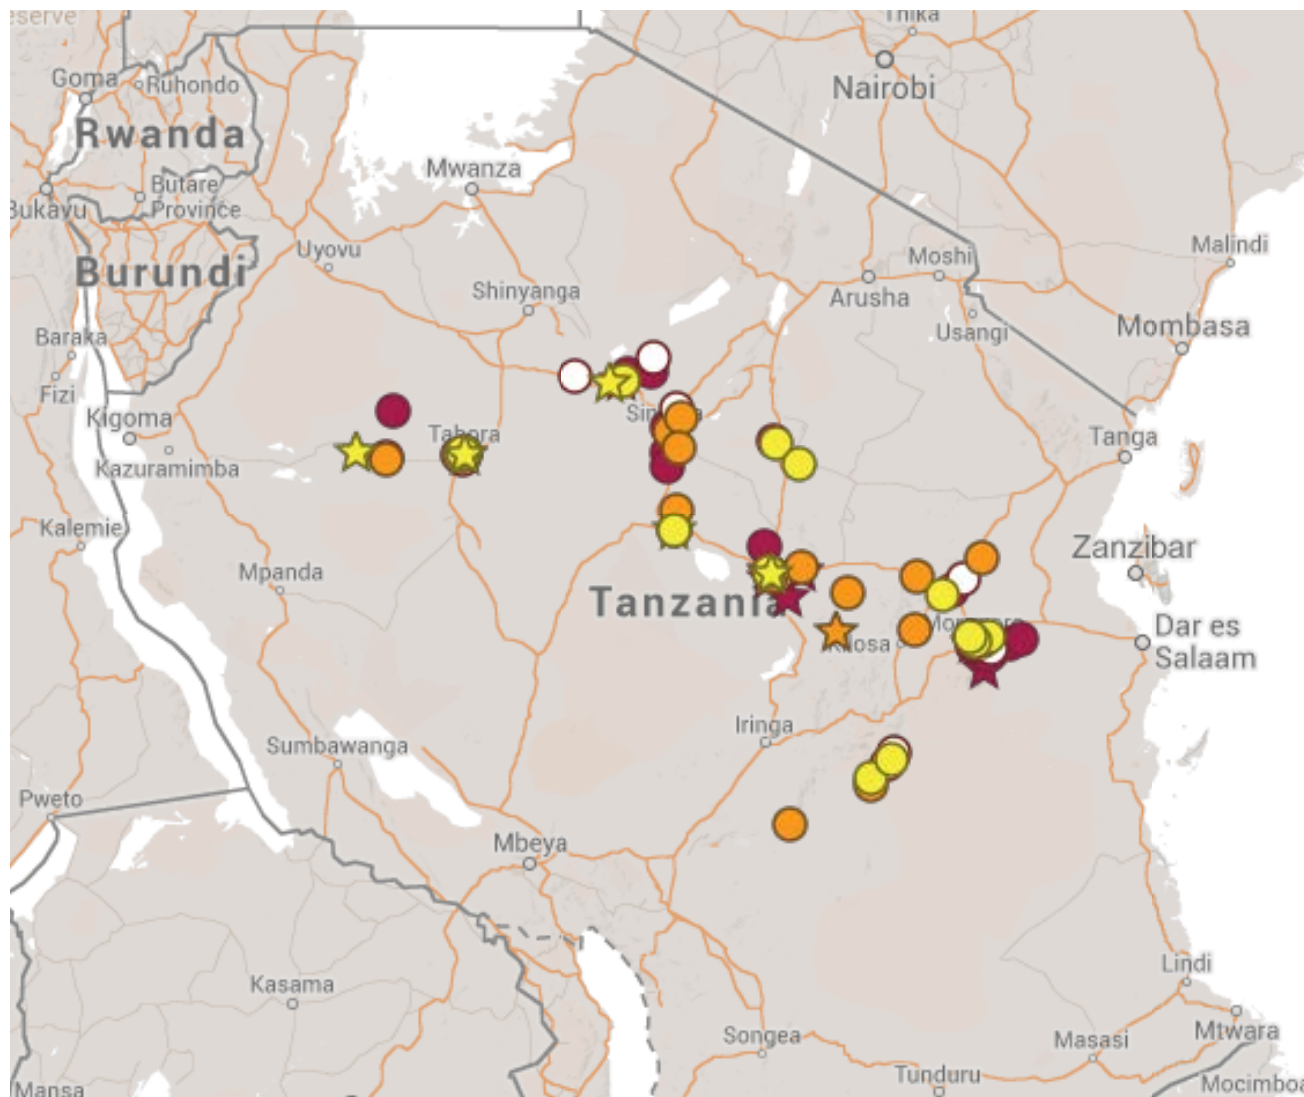 Thika
Nairobi
Goma
Ruhondo
Rwanda
Mwanza
Butare
Province
Bukavu
Malindi
Uyovu
Moshi
Burundi
Shinyanga
Arusha
Mombasa
Usangi
Baraka
Fizi
Kigoma
Tabora
Tanga
Kazuramimba
Kalemie
Zanzibar
Mpanda
Tanzania
Dar es
Salaam
Iringa
Sumbawanga
Pweto
Mbeya
Lindi
Kasama
Songea
Masasi
Mtwara
Tunduru
Mansa